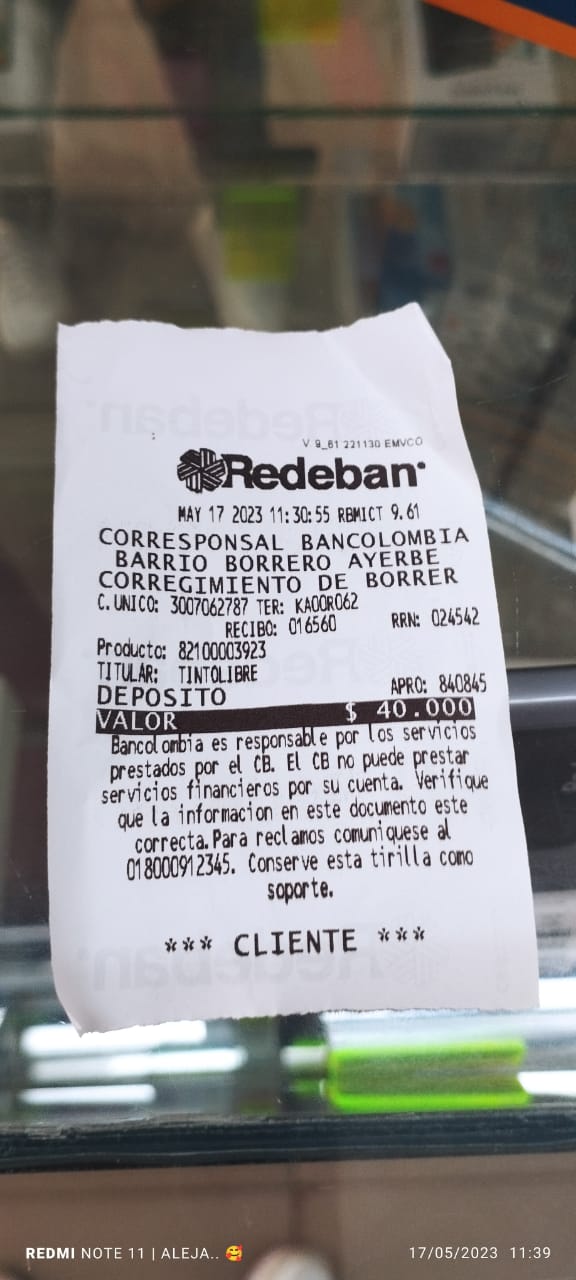 V 9_61 221130 EMVCO
Redeban
MAY 17 2023 11:30:55 RBMICT 9.61
CORRESPONSAL BANCOLOMBIA
BARRIO BORRERO AYERBE
CORREGIMIENTO DE BORRER
C. UNICO: 3007062787 TER: KAOOR062
RECIBO: 016560 RRN: 024542
Producto: 82100003923
TITULAR: TINTOLIBRE
DEPOSITO APRO: 840845
VALOR $ 40.000
Bancolombia es responsable por los servicios
prestados por el CB. El CB no puede prestar
servicios financieros por su cuenta. Verifique
que la informacion en este documento este
correcta. Para reclamos comuniquese al
018000912345. Conserve esta tirilla como
soporte.
*** CLIENTE ***
REDMI NOTE 11 | ALEJA.. 🥰 17/05/2023 11:39